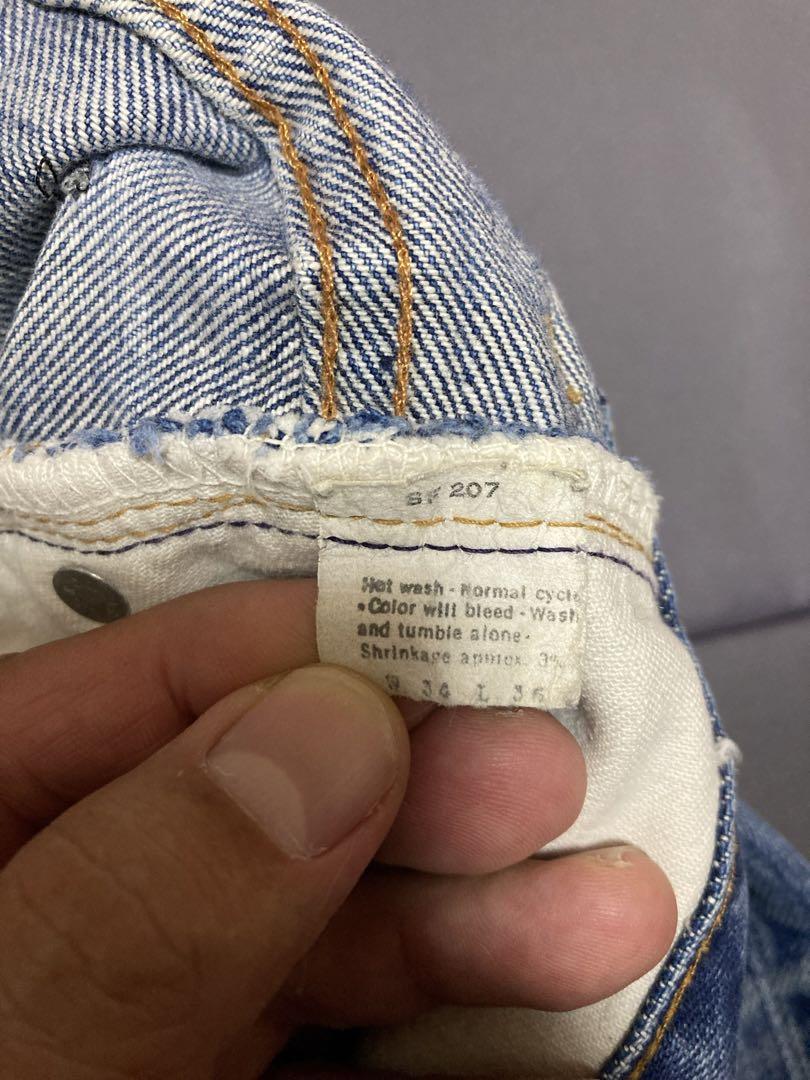 SF 207
Hot wash - Normal cycle
•Color will bleed - Wash
and tumble alone-
Shrinkage approx. 3%
W 34 L 36